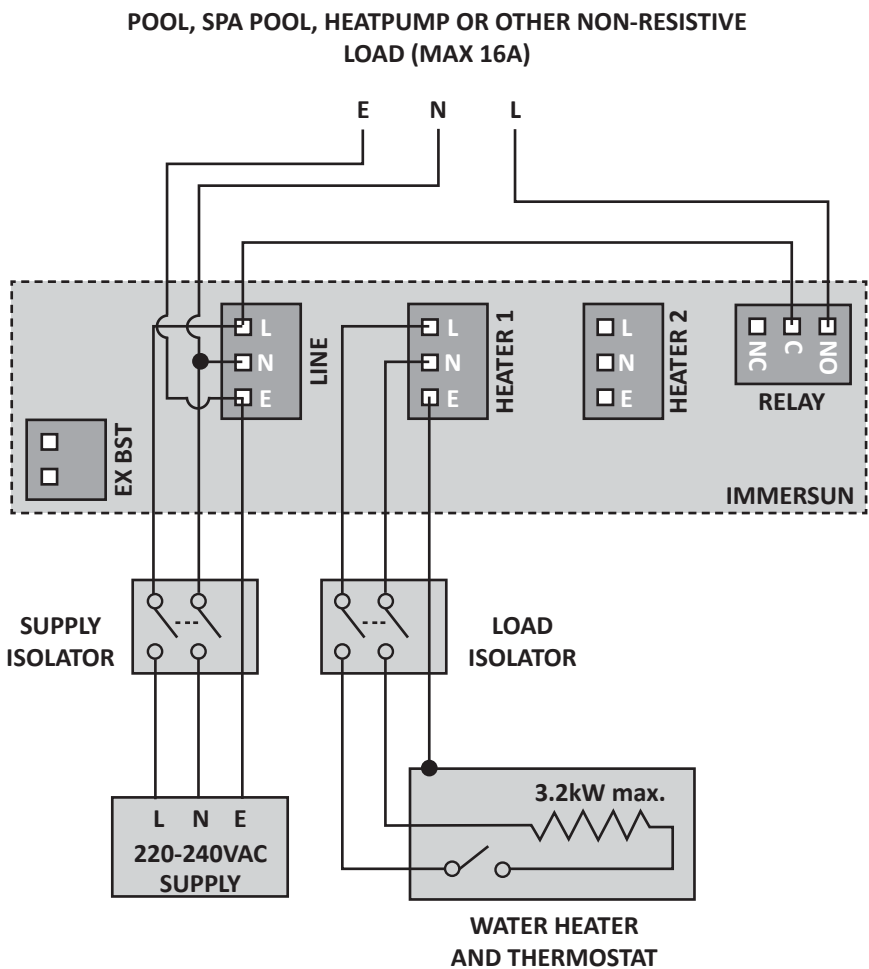 POOL, SPA POOL, HEATPUMP OR OTHER NON-RESISTIVE
LOAD (MAX 16A)
E N L
L
N
E
LINE
L
N
E
HEATER 1
L
N
E
HEATER 2
NC
C
NO
RELAY
EX BST
IMMERSUN
SUPPLY
ISOLATOR
LOAD
ISOLATOR
3.2kW max.
L N E
220-240VAC
SUPPLY
WATER HEATER
AND THERMOSTAT